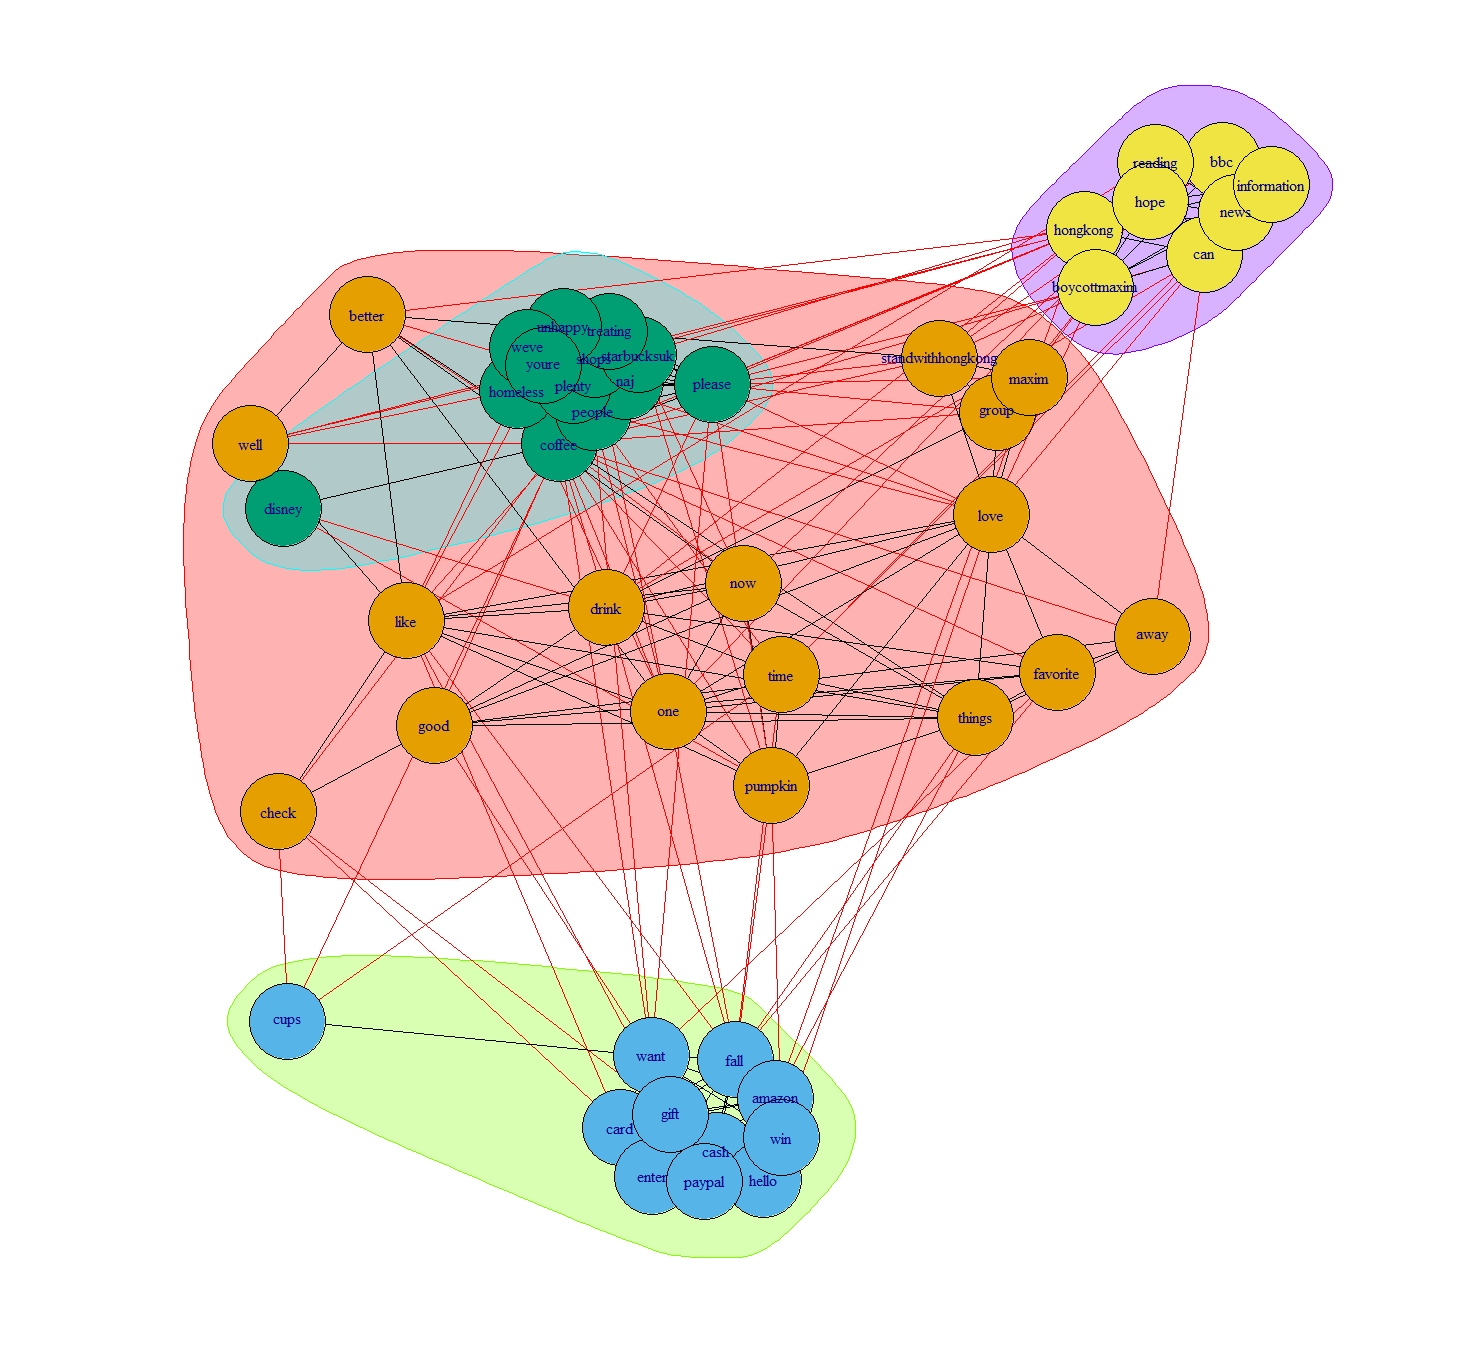 reading
bbc
information
hope
news
hongkong
can
boycottmaxim
better
unhappy
treating
weve
shops
starbucksuk
youre
naj
please
homeless
plenty
people
standwithhongkong
maxim
group
well
coffee
disney
love
now
drink
like
away
time
favorite
one
things
good
pumpkin
check
cups
want
fall
amazon
gift
card
win
cash
enter
paypal
hello